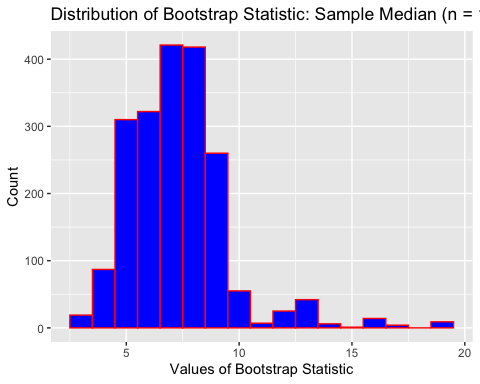 Distribution of Bootstrap Statistic: Sample Median (n =
400
300
200
100
0
Count
5 10 15 20
Values of Bootstrap Statistic